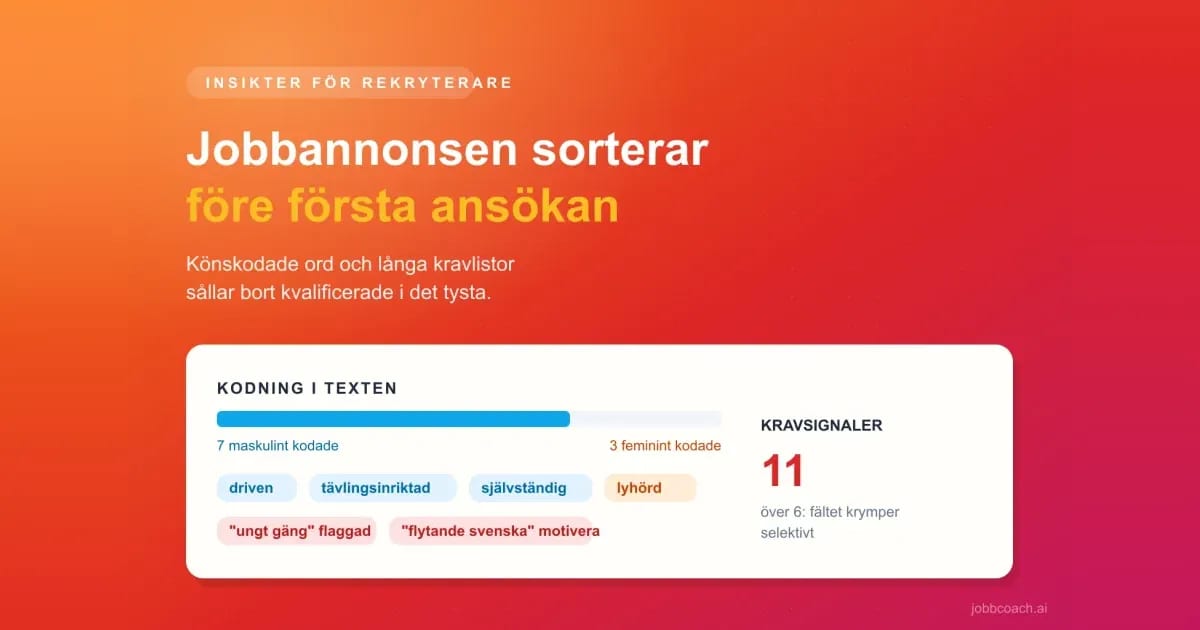 INSIKTER FÖR REKRYTERARE
Jobbannonsen sorterar
före första ansökan
Könskodade ord och långa kravlistor
sållar bort kvalificerade i det tysta.
KODNING I TEXTEN
7 maskulint kodade
3 feminint kodade
driven
tävlingsinriktad
självständig
lyhörd
"ungt gäng" flaggad
"flytande svenska" motivera
KRAVSIGNALER
11
över 6: fältet krymper
selektivt
jobbcoach.ai